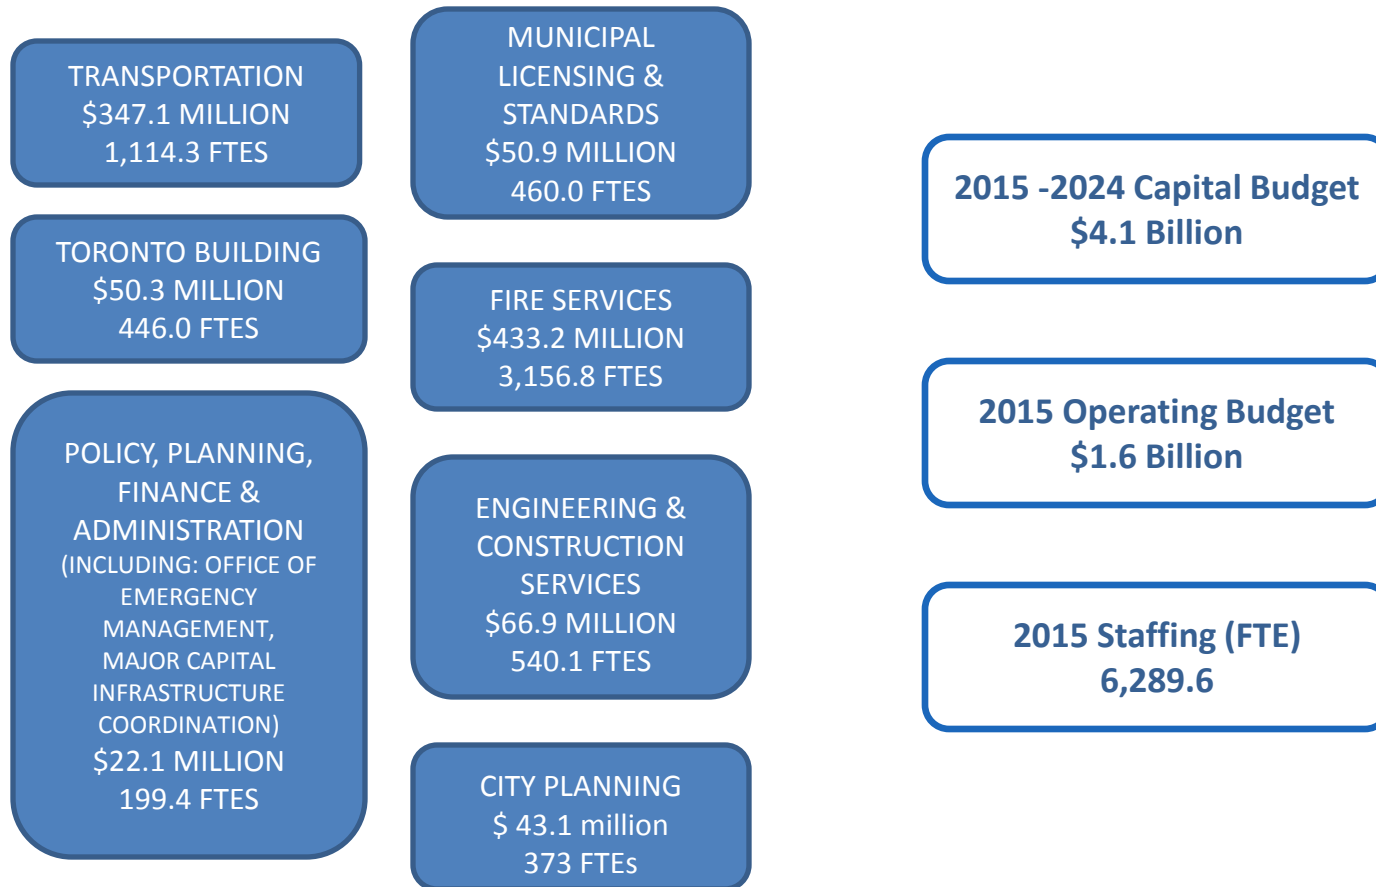 TRANSPORTATION
$347.1 MILLION
1,114.3 FTES
TORONTO BUILDING
$50.3 MILLION
446.0 FTES
POLICY, PLANNING,
FINANCE &
ADMINISTRATION
(INCLUDING: OFFICE OF
EMERGENCY
MANAGEMENT,
MAJOR CAPITAL
INFRASTRUCTURE
COORDINATION)
$22.1 MILLION
199.4 FTES
MUNICIPAL
LICENSING &
STANDARDS
$50.9 MILLION
460.0 FTES
FIRE SERVICES
$433.2 MILLION
3,156.8 FTES
ENGINEERING &
CONSTRUCTION
SERVICES
$66.9 MILLION
540.1 FTES
CITY PLANNING
$ 43.1 million
373 FTEs
2015 -2024 Capital Budget
$4.1 Billion
2015 Operating Budget
$1.6 Billion
2015 Staffing (FTE)
6,289.6